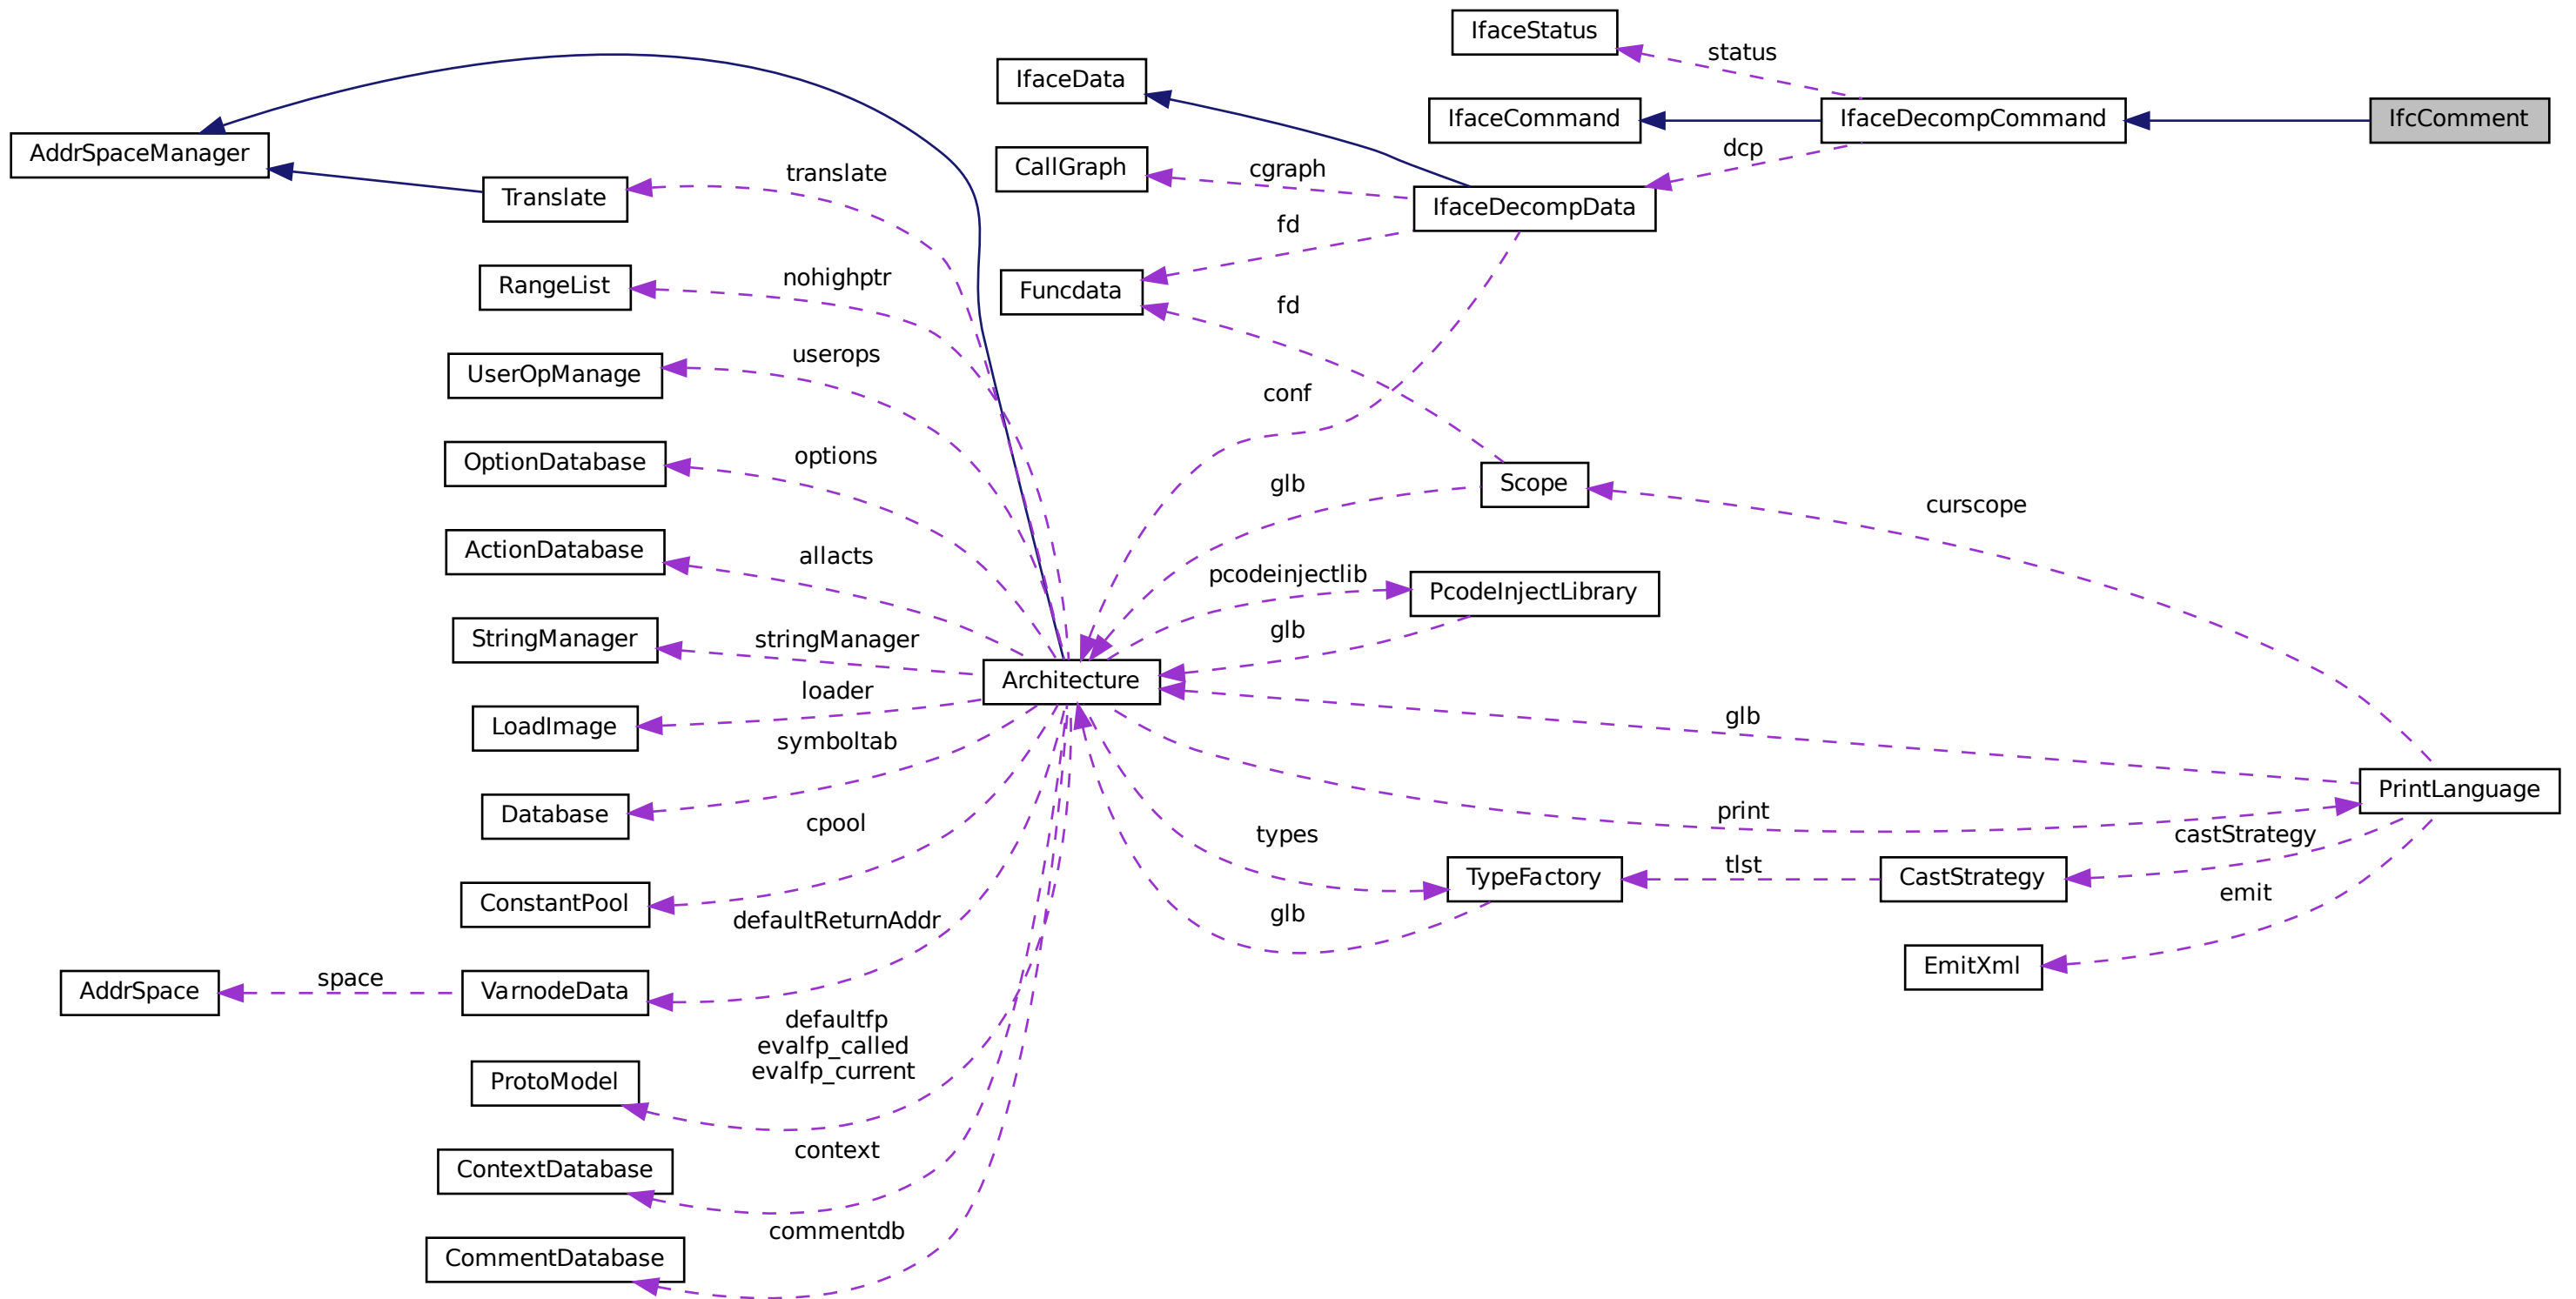 IfaceStatus
status
IfaceData
IfaceCommand
IfaceDecompCommand
IfcComment
AddrSpaceManager
dcp
CallGraph
cgraph
translate
Translate
IfaceDecompData
fd
RangeList
nohighptr
Funcdata
fd
userops
UserOpManage
conf
options
OptionDatabase
glb
Scope
curscope
ActionDatabase
allacts
pcodeinjectlib
PcodeInjectLibrary
StringManager
stringManager
glb
Architecture
loader
LoadImage
glb
symboltab
PrintLanguage
Database
print
cpool
types
castStrategy
tlst
TypeFactory
CastStrategy
ConstantPool
emit
defaultReturnAddr
glb
EmitXml
space
AddrSpace
VarnodeData
defaultfp
evalfp_called
evalfp_current
ProtoModel
context
ContextDatabase
commentdb
CommentDatabase